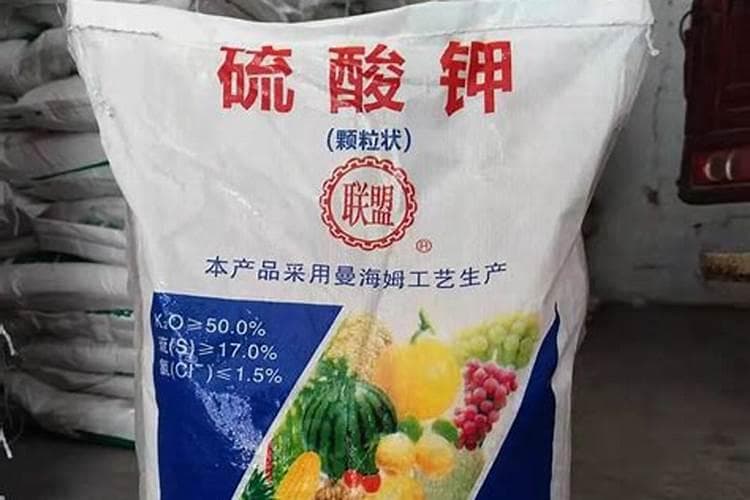 硫酸钾
(颗粒状)
联盟
®
本产品采用曼海姆工艺生产
K₂O≥50.0%
硫(S)≥17.0%
氯(Cl⁻)≤1.5%